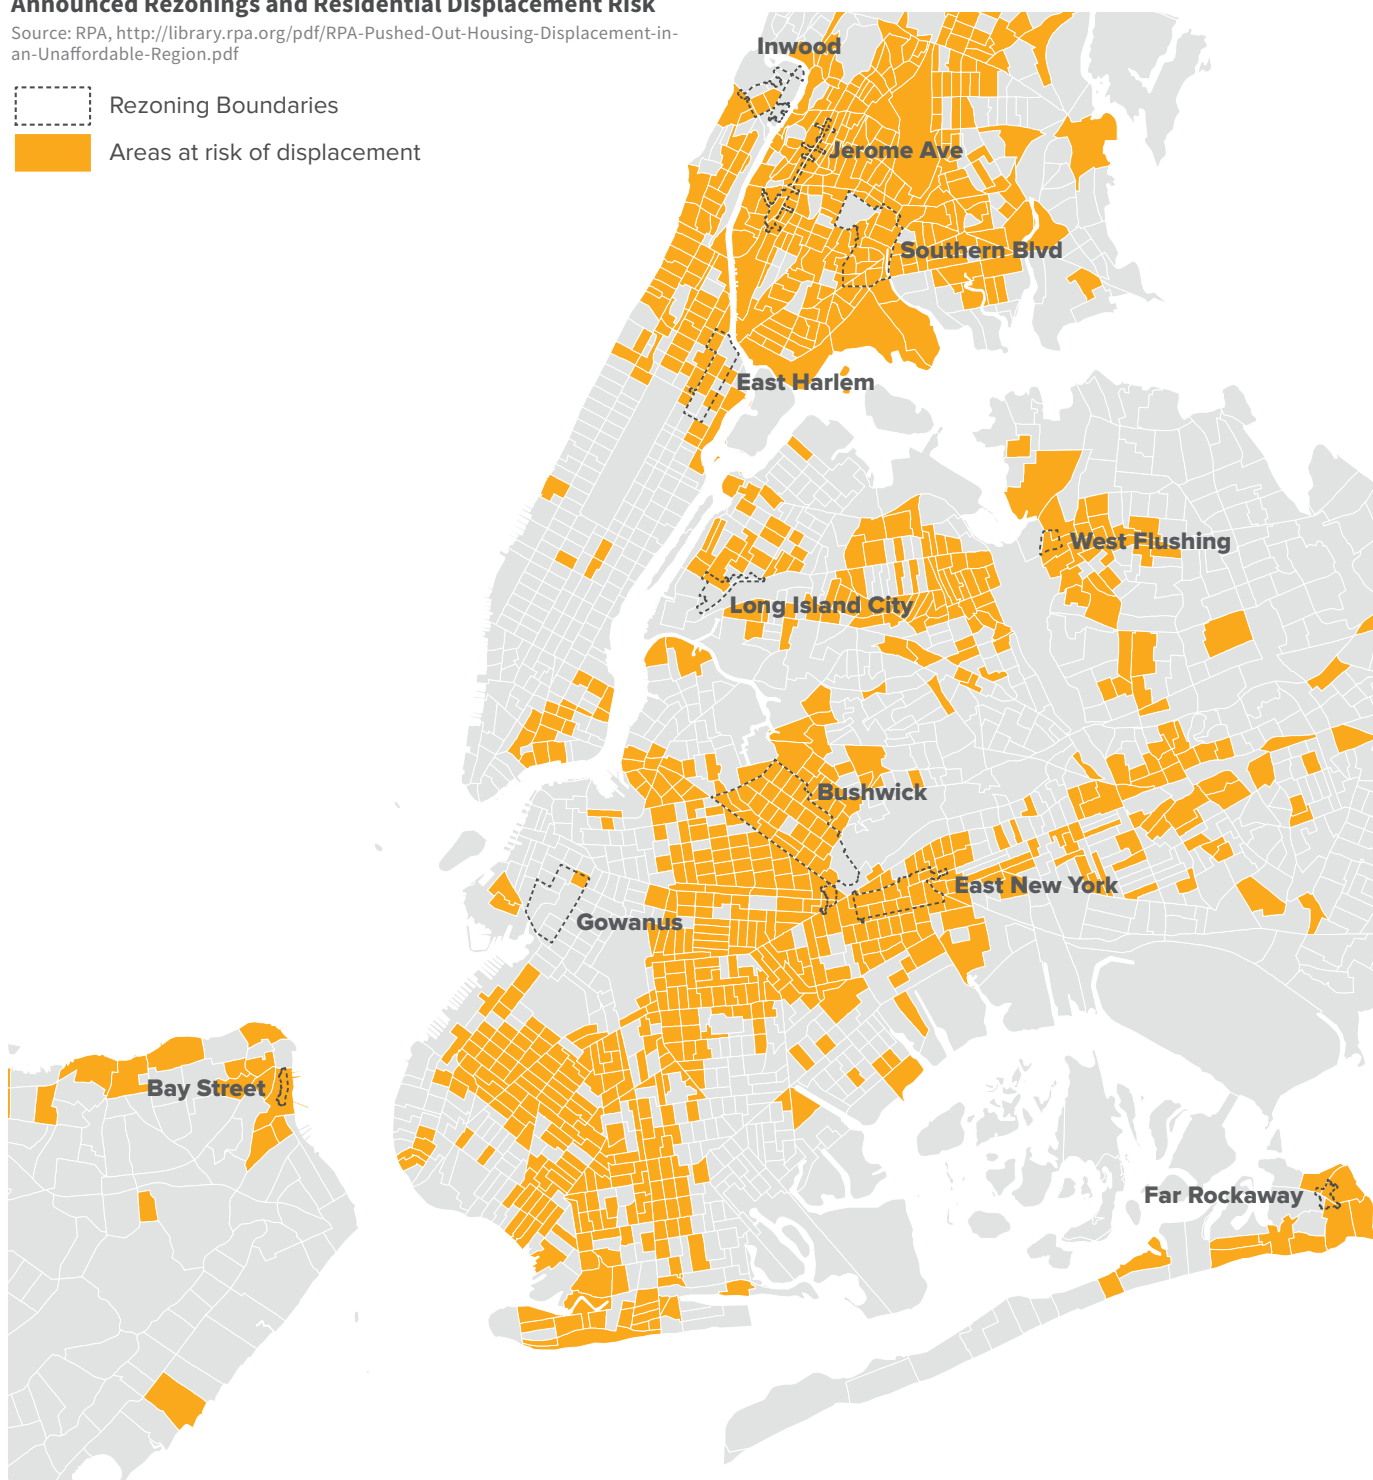 Announced Rezonings and Residential Displacement Risk
Source: RPA, http://library.rpa.org/pdf/RPA-Pushed-Out-Housing-Displacement-in-
an-Unaffordable-Region.pdf
Rezoning Boundaries
Areas at risk of displacement
Inwood
Jerome Ave
Southern Blvd
East Harlem
West Flushing
Long Island City
Bushwick
East New York
Gowanus
Bay Street
Far Rockaway